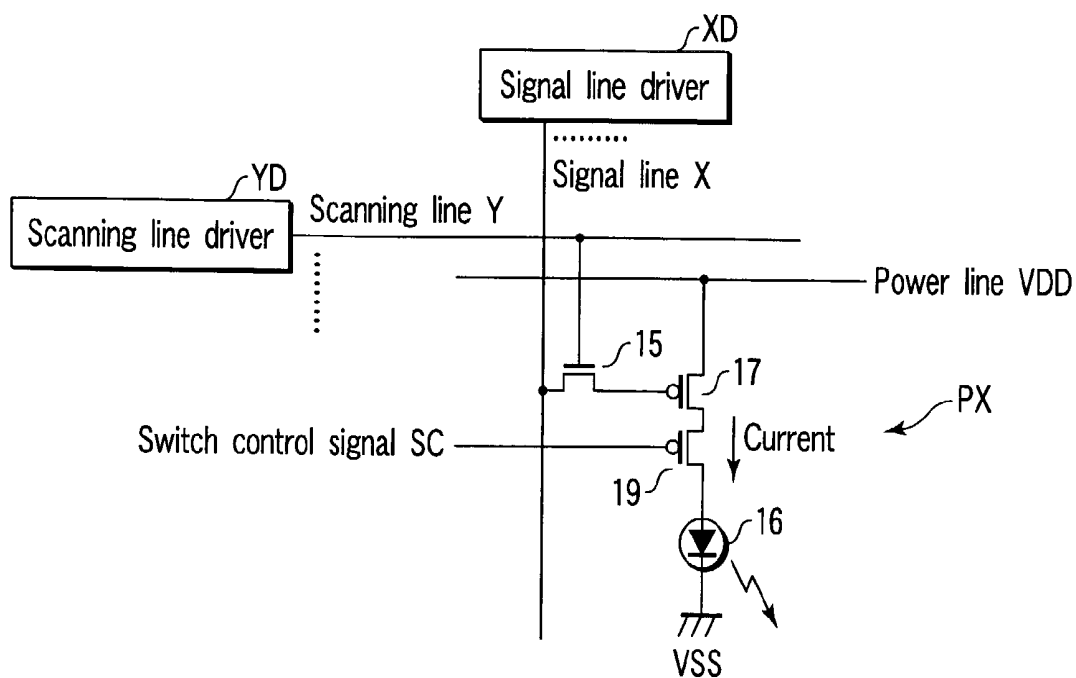 XD
Signal line driver
Signal line X
YD
Scanning line driver
Scanning line Y
Power line VDD
15
17
PX
Switch control signal SC
Current
19
16
VSS